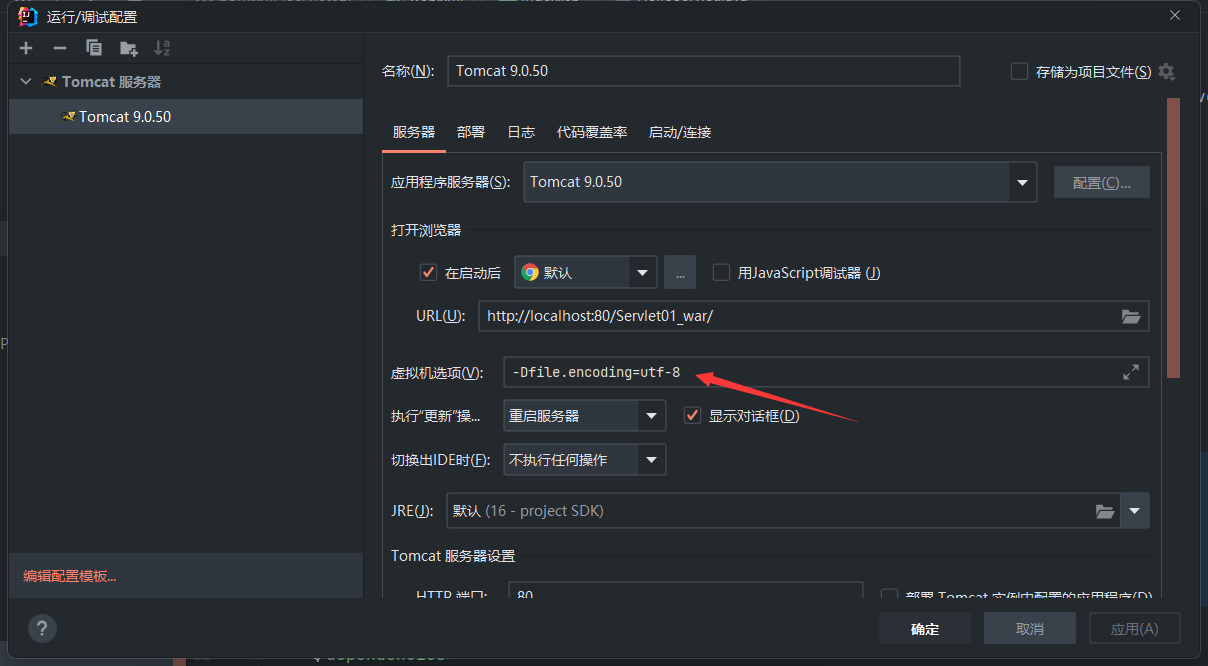 运行/调试配置
Tomcat 服务器
Tomcat 9.0.50
名称(N): Tomcat 9.0.50 存储为项目文件(S)
服务器 部署 日志 代码覆盖率 启动/连接
应用程序服务器(S): Tomcat 9.0.50 配置(C)...
打开浏览器
在启动后 默认 ... 用JavaScript调试器 (J)
URL(U): http://localhost:80/Servlet01_war/
虚拟机选项(V): -Dfile.encoding=utf-8
执行“更新”操... 重启服务器 显示对话框(D)
切换出IDE时(F): 不执行任何操作
JRE(J): 默认 (16 - project SDK)
Tomcat 服务器设置
HTTP 端口: 80 部署 Tomcat 实例中配置的应用程序(D)
编辑配置模板...
? 确定 取消 应用(A)